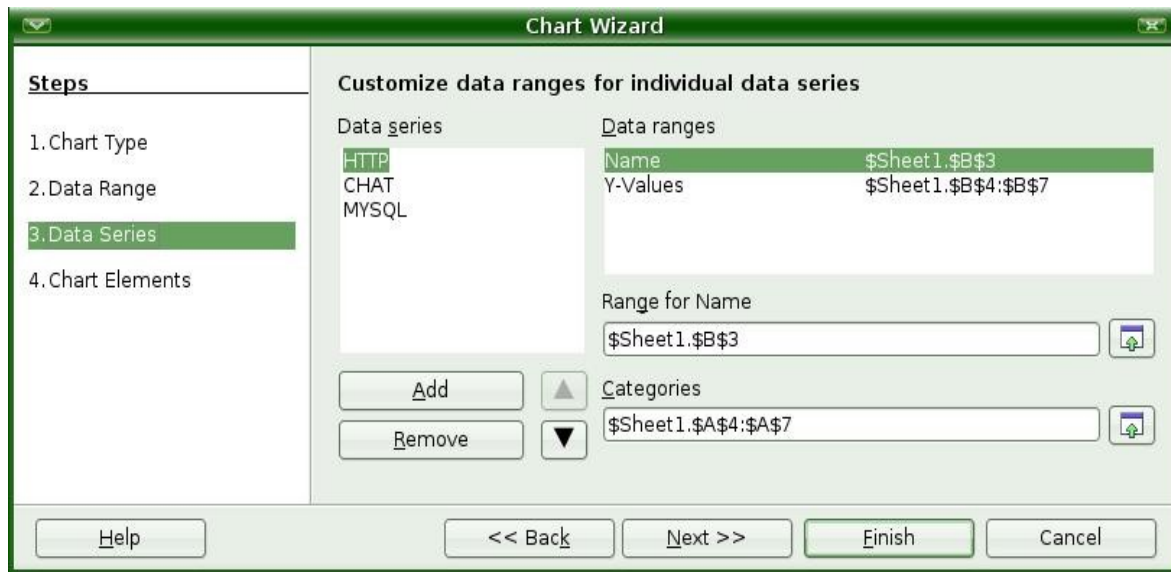 Chart Wizard
Steps
1. Chart Type
2. Data Range
3. Data Series
4. Chart Elements
Customize data ranges for individual data series
Data series
HTTP
CHAT
MYSQL
Add
Remove
Data ranges
Name $Sheet1.$B$3
Y-Values $Sheet1.$B$4:$B$7
Range for Name
$Sheet1.$B$3
Categories
$Sheet1.$A$4:$A$7
Help
<< Back
Next >>
Finish
Cancel